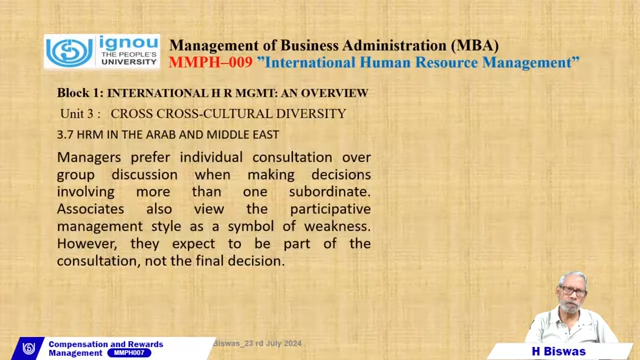 ignou
THE PEOPLE'S
UNIVERSITY
Management of Business Administration (MBA)
MMPH–009 ”International Human Resource Management”
Block 1: INTERNATIONAL H R MGMT: AN OVERVIEW
Unit 3 : CROSS CROSS-CULTURAL DIVERSITY
3.7 HRM IN THE ARAB AND MIDDLE EAST
Managers prefer individual consultation over
group discussion when making decisions
involving more than one subordinate.
Associates also view the participative
management style as a symbol of weakness.
However, they expect to be part of the
consultation, not the final decision.
Biswas_23 rd July 2024
Compensation and Rewards
Management MMPH007
H Biswas